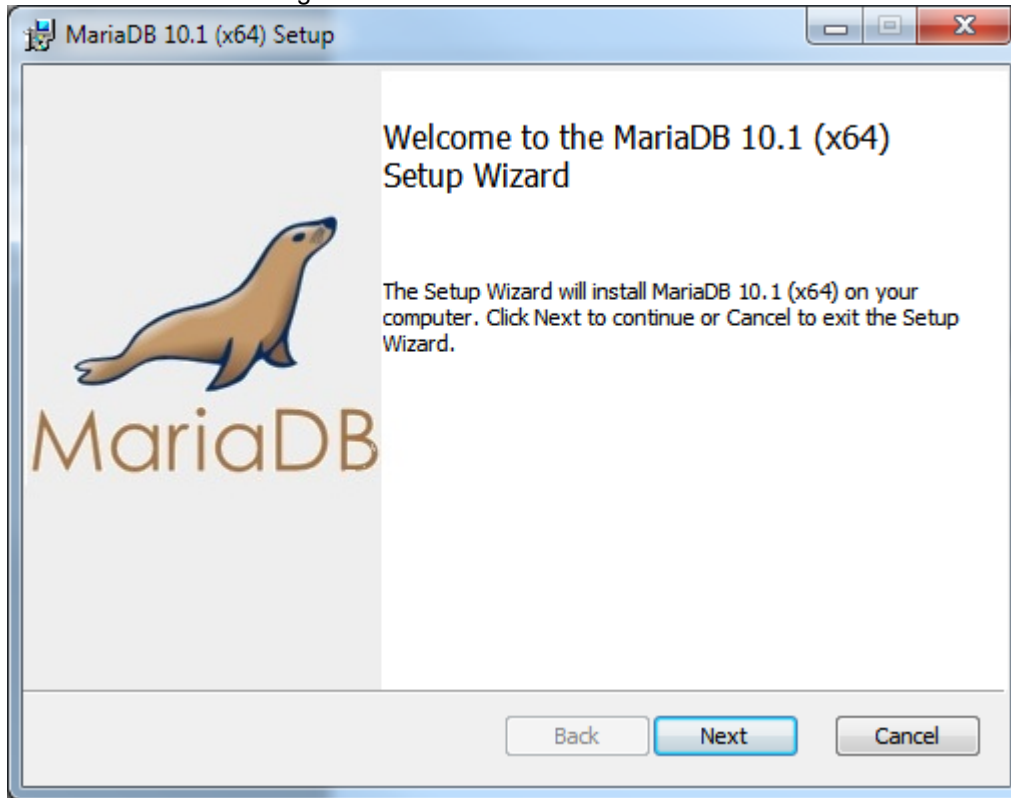 MariaDB 10.1 (x64) Setup
Welcome to the MariaDB 10.1 (x64)
Setup Wizard
The Setup Wizard will install MariaDB 10.1 (x64) on your
computer. Click Next to continue or Cancel to exit the Setup
Wizard.
MariaDB
Back
Next
Cancel